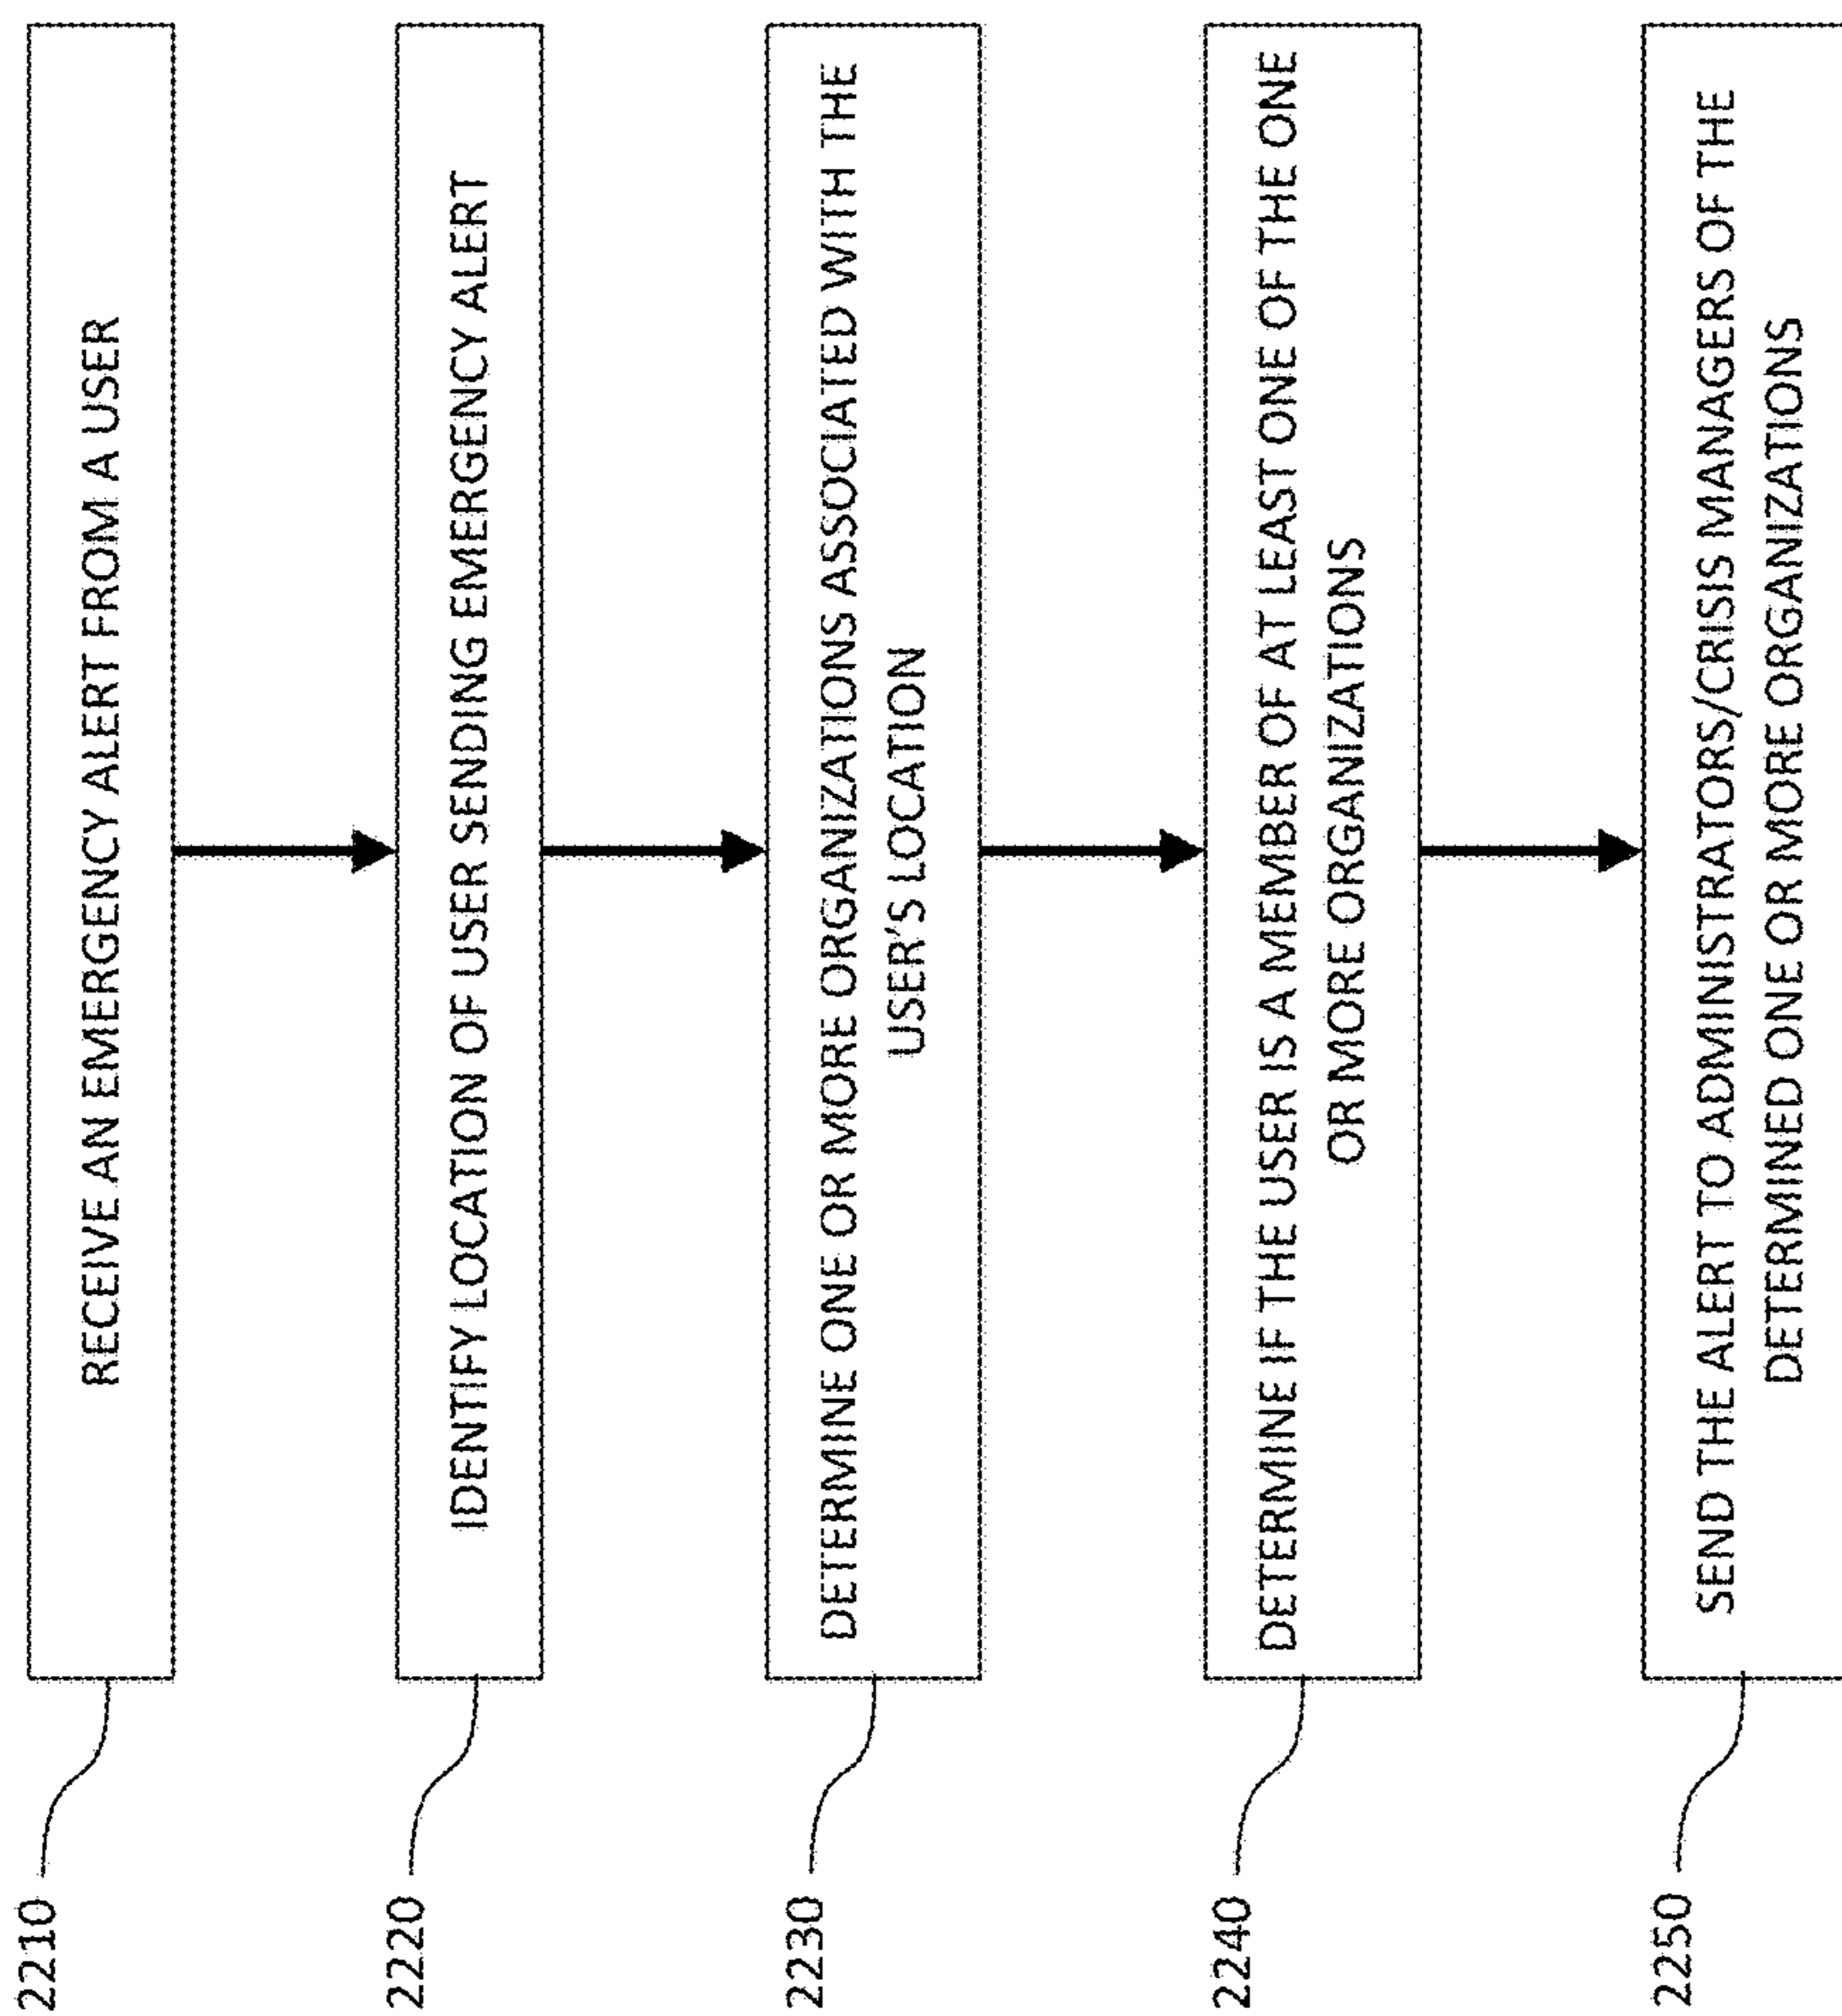 2210
RECEIVE AN EMERGENCY ALERT FROM A USER
2220
IDENTIFY LOCATION OF USER SENDING EMERGENCY ALERT
2230
DETERMINE ONE OR MORE ORGANIZATIONS ASSOCIATED WITH THE
USER'S LOCATION
2240
DETERMINE IF THE USER IS A MEMBER OF AT LEAST ONE OF THE ONE
OR MORE ORGANIZATIONS
2250
SEND THE ALERT TO ADMINISTRATORS/CRISIS MANAGERS OF THE
DETERMINED ONE OR MORE ORGANIZATIONS